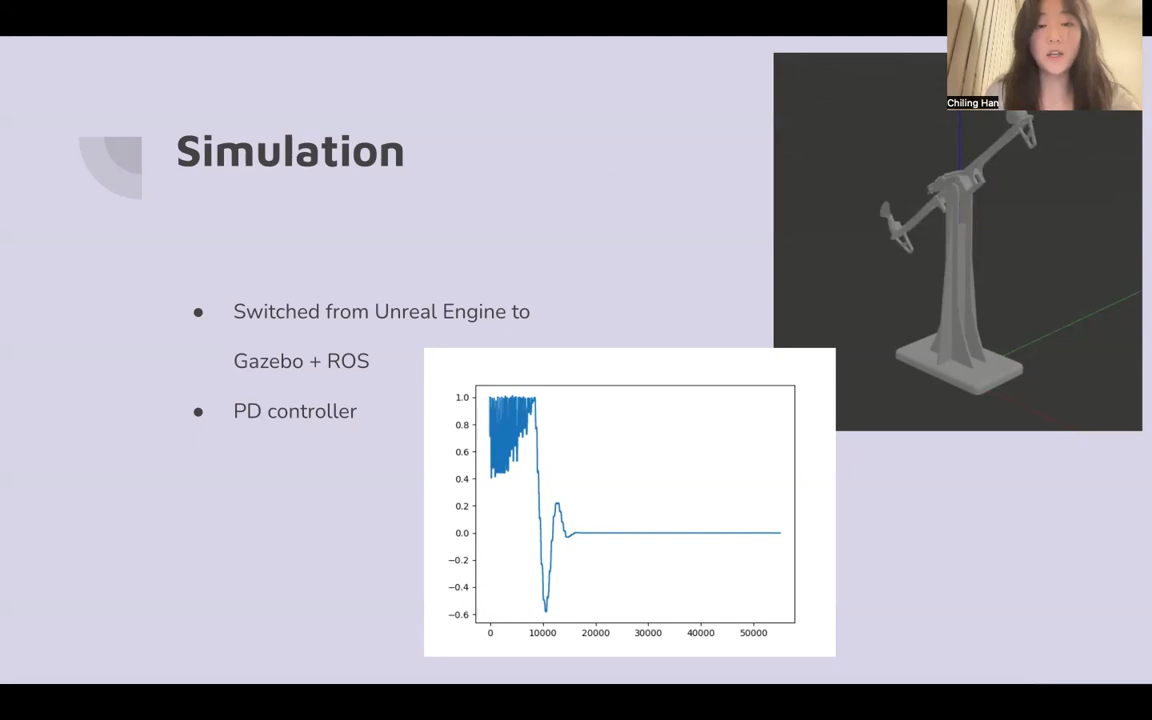 Chiling Han
Simulation
● Switched from Unreal Engine to
Gazebo + ROS
● PD controller
1.0
0.8
0.6
0.4
0.2
0.0
−0.2
−0.4
−0.6
0 10000 20000 30000 40000 50000